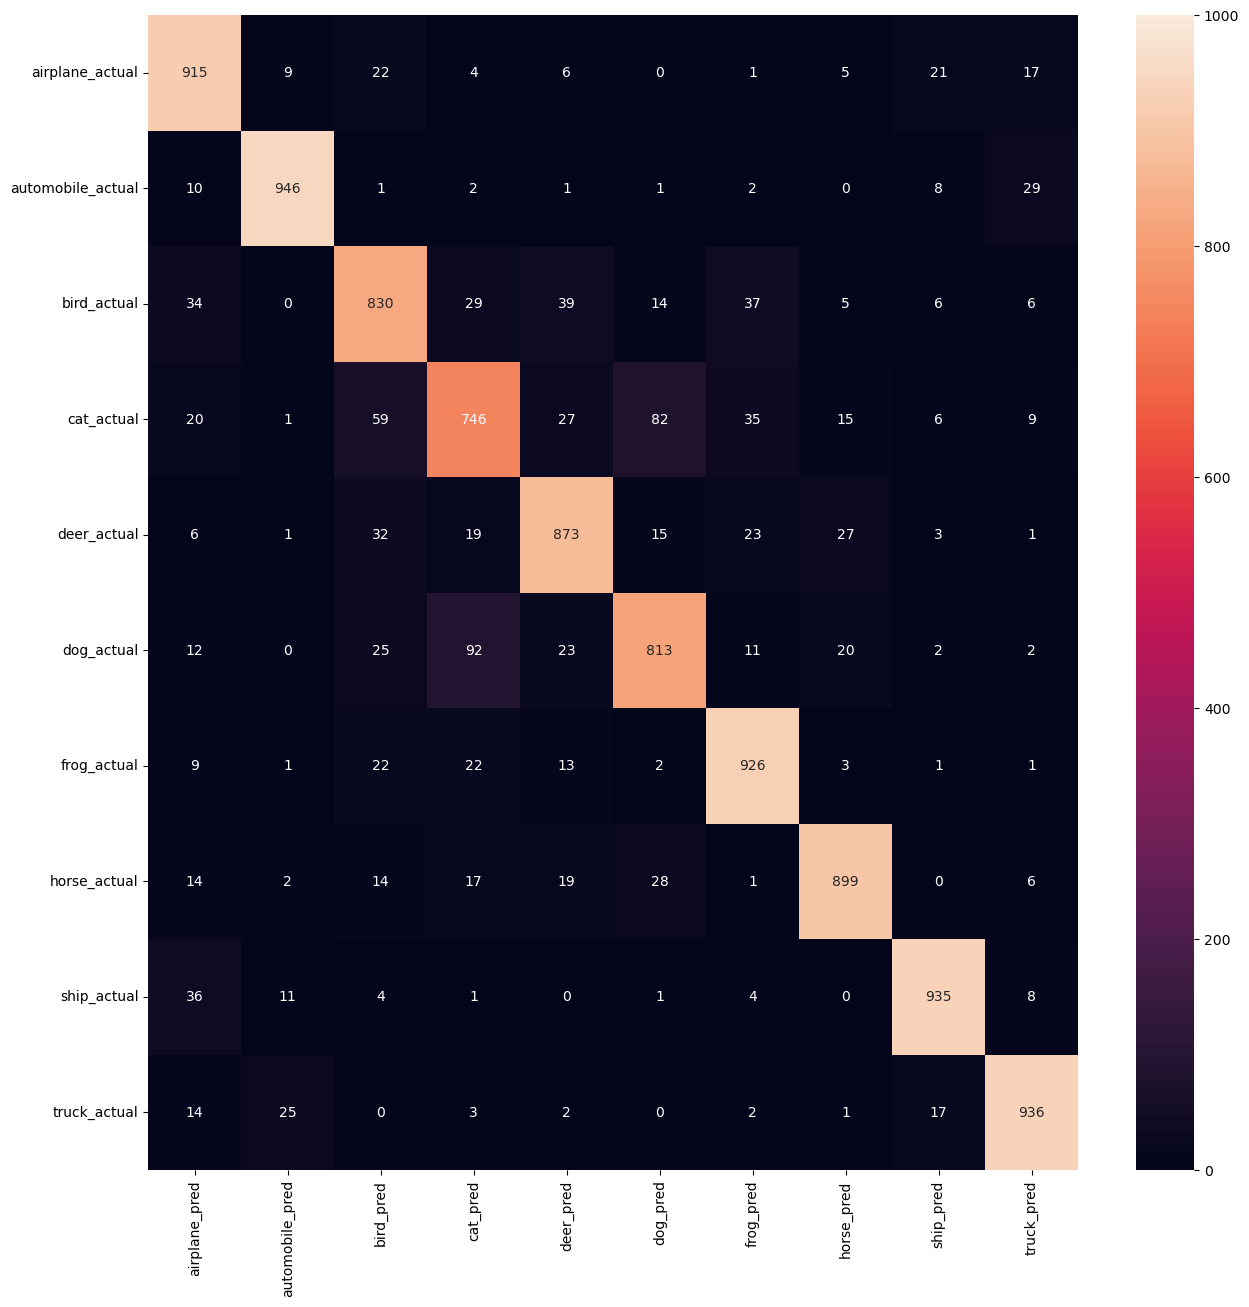 airplane_actual 915 9 22 4 6 0 1 5 21 17
automobile_actual 10 946 1 2 1 1 2 0 8 29
bird_actual 34 0 830 29 39 14 37 5 6 6
cat_actual 20 1 59 746 27 82 35 15 6 9
deer_actual 6 1 32 19 873 15 23 27 3 1
dog_actual 12 0 25 92 23 813 11 20 2 2
frog_actual 9 1 22 22 13 2 926 3 1 1
horse_actual 14 2 14 17 19 28 1 899 0 6
ship_actual 36 11 4 1 0 1 4 0 935 8
truck_actual 14 25 0 3 2 0 2 1 17 936
airplane_pred
automobile_pred
bird_pred
cat_pred
deer_pred
dog_pred
frog_pred
horse_pred
ship_pred
truck_pred
1000
800
600
400
200
0